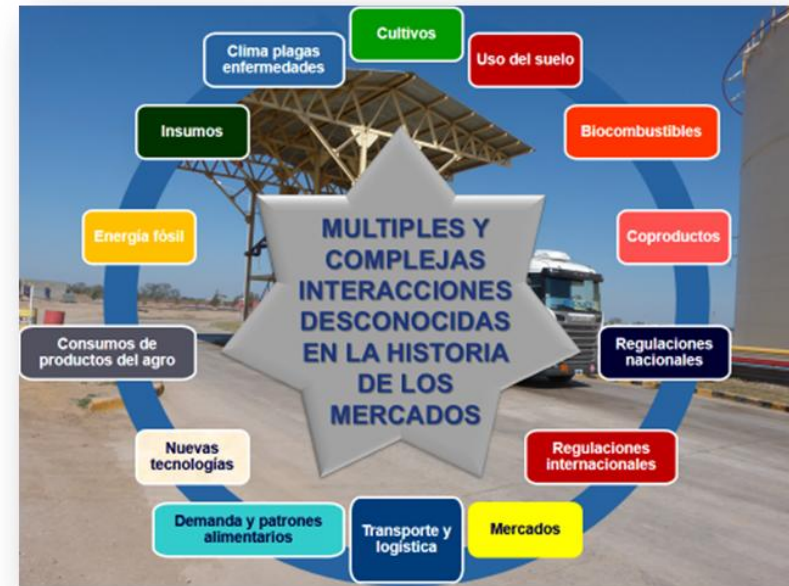 Cultivos
Uso del suelo
Biocombustibles
Coproductos
Regulaciones
nacionales
Regulaciones
internacionales
Mercados
Transporte y
logística
Demanda y patrones
alimentarios
Nuevas
tecnologías
Consumos de
productos del agro
Energía fósil
Insumos
Clima plagas
enfermedades
MULTIPLES Y
COMPLEJAS
INTERACCIONES
DESCONOCIDAS
EN LA HISTORIA
DE LOS
MERCADOS